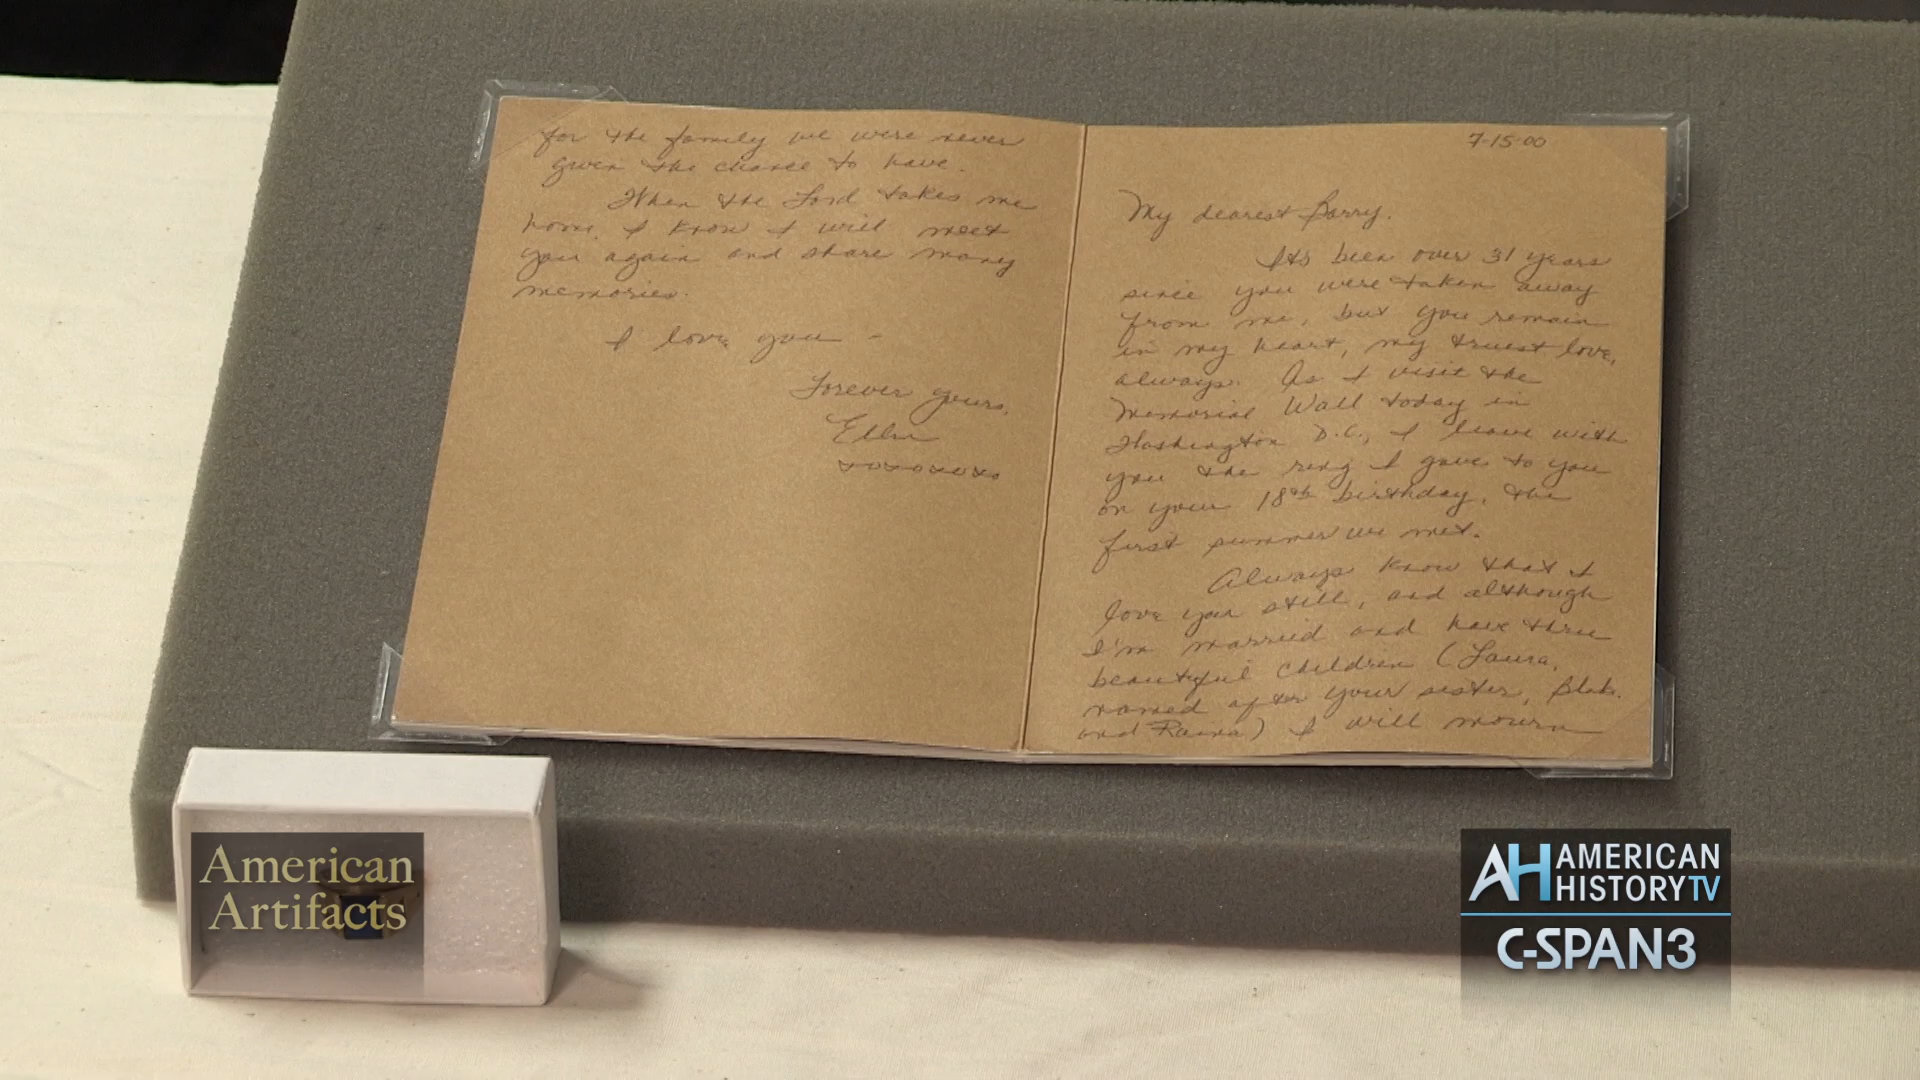 for the family we were never
given the chance to have.
When the Lord takes me
home, I know I will meet
you again and share many
memories.
I love you -
Forever yours,
Ellen
xoxoxoxo
7-15-00
My dearest Barry,
Its been over 31 years
since you were taken away
from me, but you remain
in my heart, my truest love,
always. As I visit the
Memorial Wall today in
Washington D.C., I leave with
you the ring I gave to you
on your 18th birthday, the
first summer we met.
Always know that I
love you still, and although
I'm married and have three
beautiful children (Laura,
named after your sister,
and Raina) I will mourn
American
Artifacts
AH AMERICAN
HISTORY TV
C-SPAN3